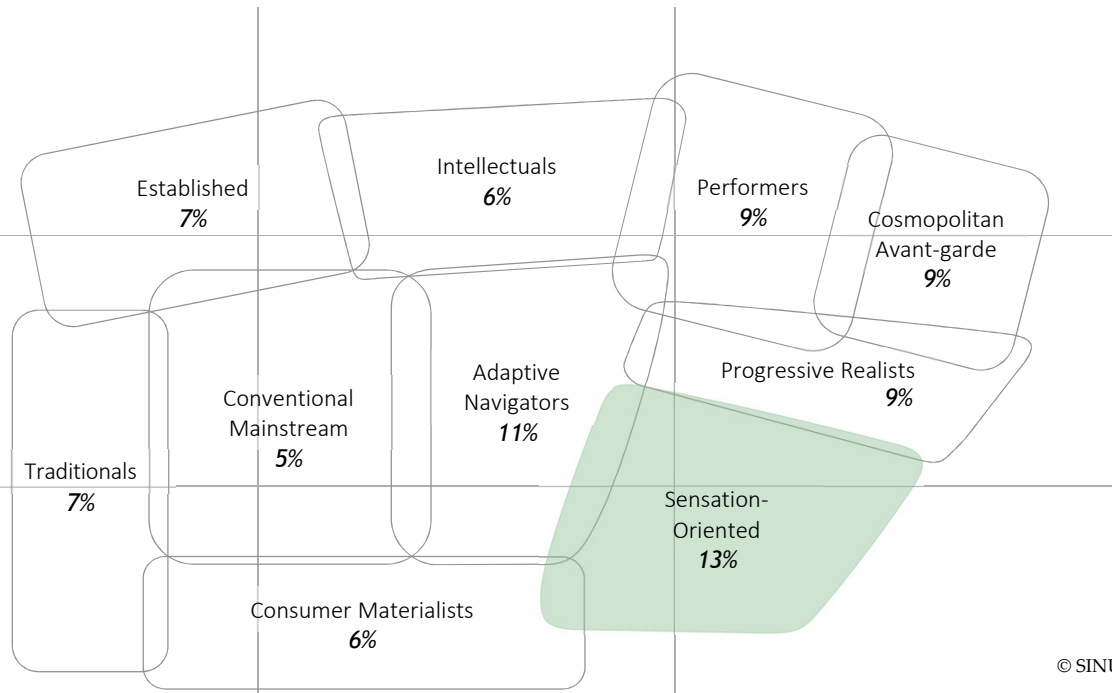 Established
7%
Intellectuals
6%
Performers
9%
Cosmopolitan
Avant-garde
9%
Traditionals
7%
Conventional
Mainstream
5%
Adaptive
Navigators
11%
Progressive Realists
9%
Sensation-
Oriented
13%
Consumer Materialists
6%
© SINU